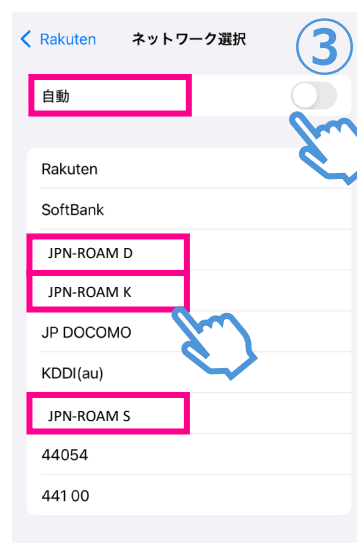 Rakuten ネットワーク選択 ③
自動
Rakuten
SoftBank
JPN-ROAM D
JPN-ROAM K
JP DOCOMO
KDDI(au)
JPN-ROAM S
44054
441 00